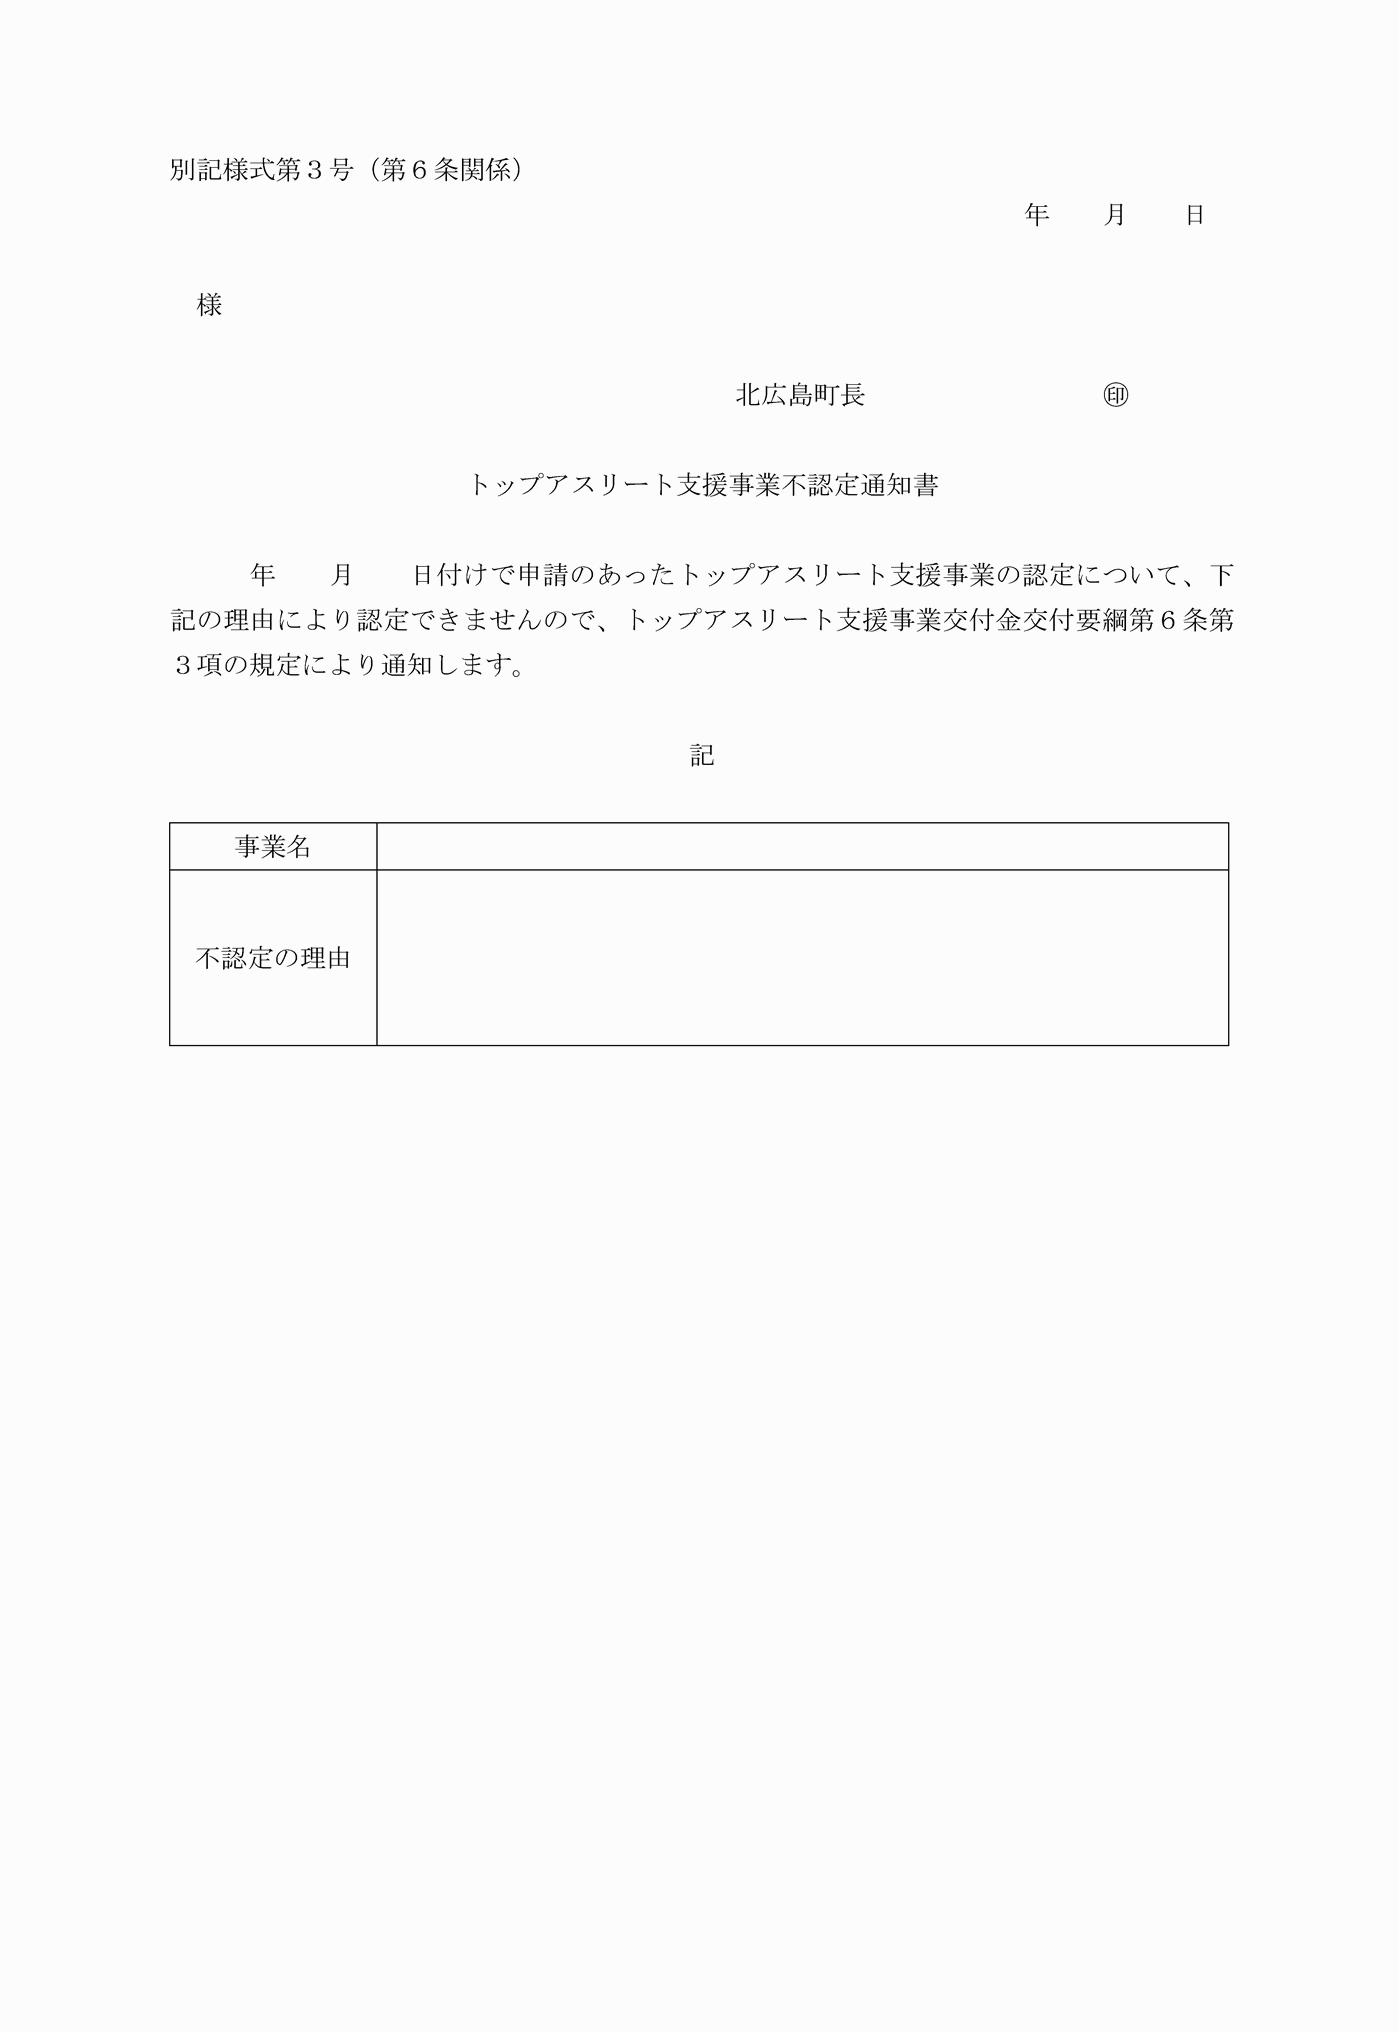 別記様式第３号（第６条関係）
年　　月　　日
様
北広島町長　　　　　　　　　㊞
トップアスリート支援事業不認定通知書
年　　月　　日付けで申請のあったトップアスリート支援事業の認定について、下
記の理由により認定できませんので、トップアスリート支援事業交付金交付要綱第６条第
３項の規定により通知します。
記
事業名
不認定の理由